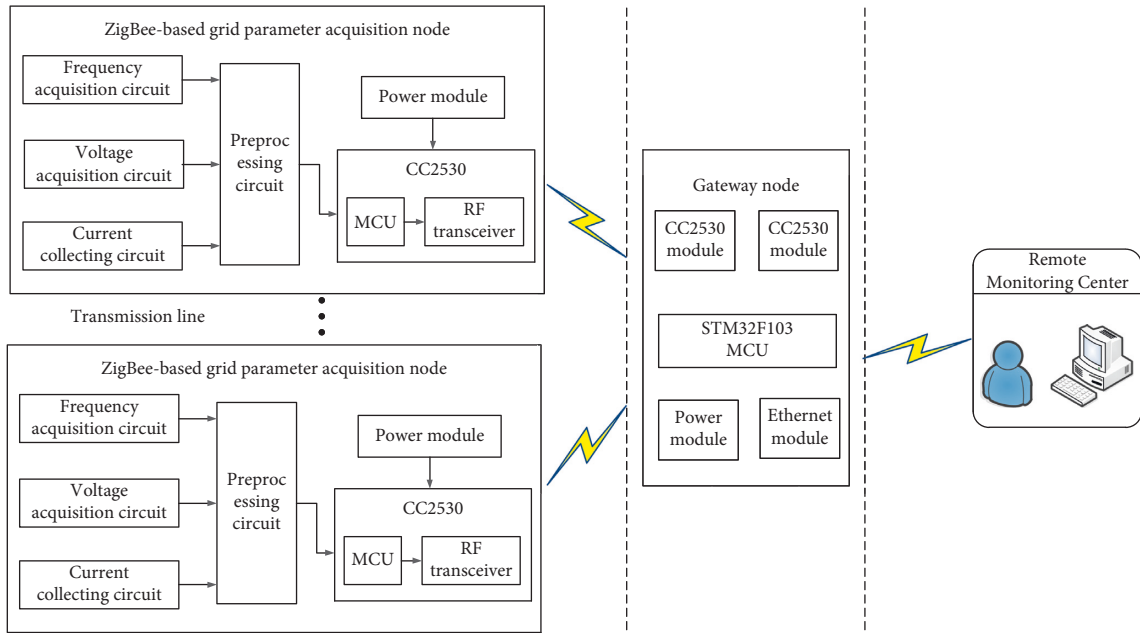 ZigBee-based grid parameter acquisition node
Frequency
acquisition circuit
Voltage
acquisition circuit
Current
collecting circuit
Preproc
essing
circuit
Power module
CC2530
MCU
RF
transceiver
Transmission line
ZigBee-based grid parameter acquisition node
Frequency
acquisition circuit
Voltage
acquisition circuit
Current
collecting circuit
Preproc
essing
circuit
Power module
CC2530
MCU
RF
transceiver
Gateway node
CC2530
module
CC2530
module
STM32F103
MCU
Power
module
Ethernet
module
Remote
Monitoring Center